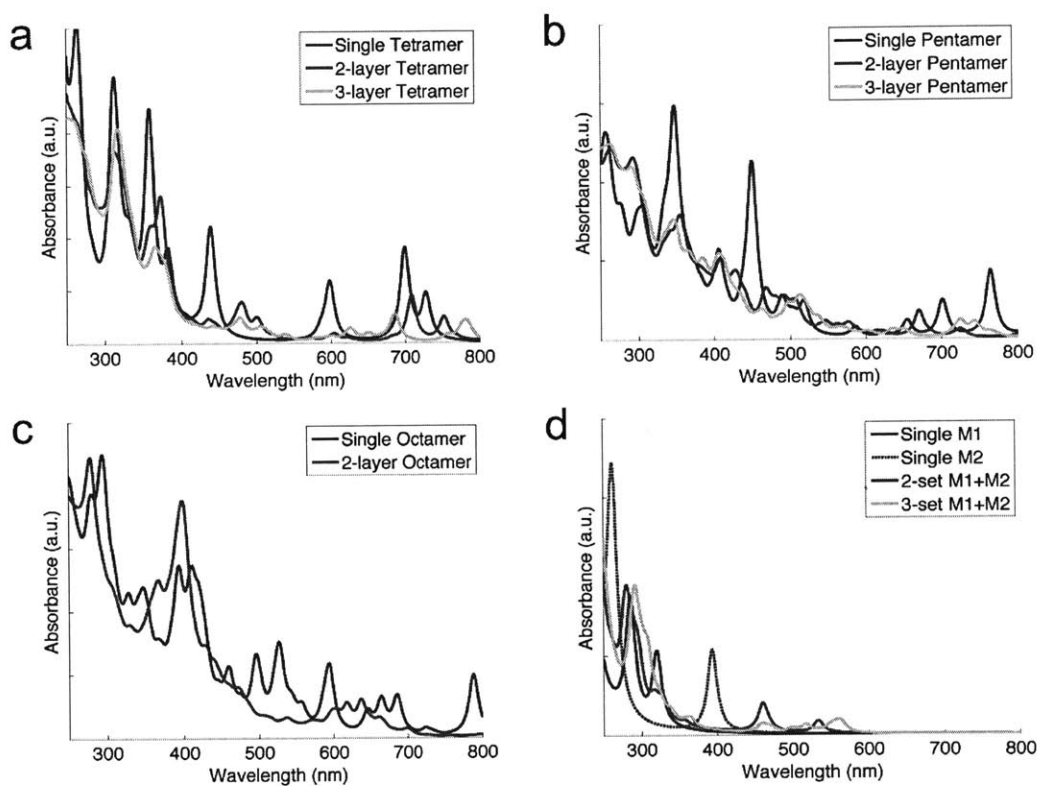 a
Single Tetramer
2-layer Tetramer
3-layer Tetramer
Absorbance (a.u.)
300 400 500 600 700 800
Wavelength (nm)
b
Single Pentamer
2-layer Pentamer
3-layer Pentamer
Absorbance (a.u.)
300 400 500 600 700 800
Wavelength (nm)
c
Single Octamer
2-layer Octamer
Absorbance (a.u.)
300 400 500 600 700 800
Wavelength (nm)
d
Single M1
Single M2
2-set M1+M2
3-set M1+M2
Absorbance (a.u.)
300 400 500 600 700 800
Wavelength (nm)